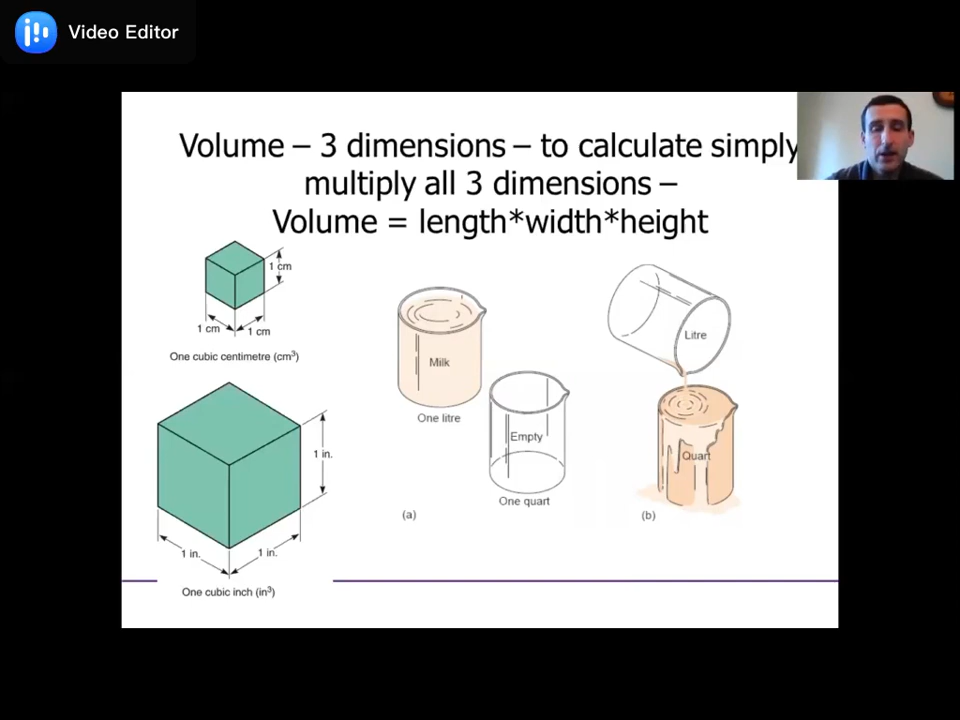 Video Editor
Volume – 3 dimensions – to calculate simply
multiply all 3 dimensions –
Volume = length*width*height
1 cm
1 cm
1 cm
One cubic centimetre (cm³)
1 in.
1 in.
1 in.
One cubic inch (in³)
Milk
One litre
Empty
One quart
(a)
Litre
Quart
(b)